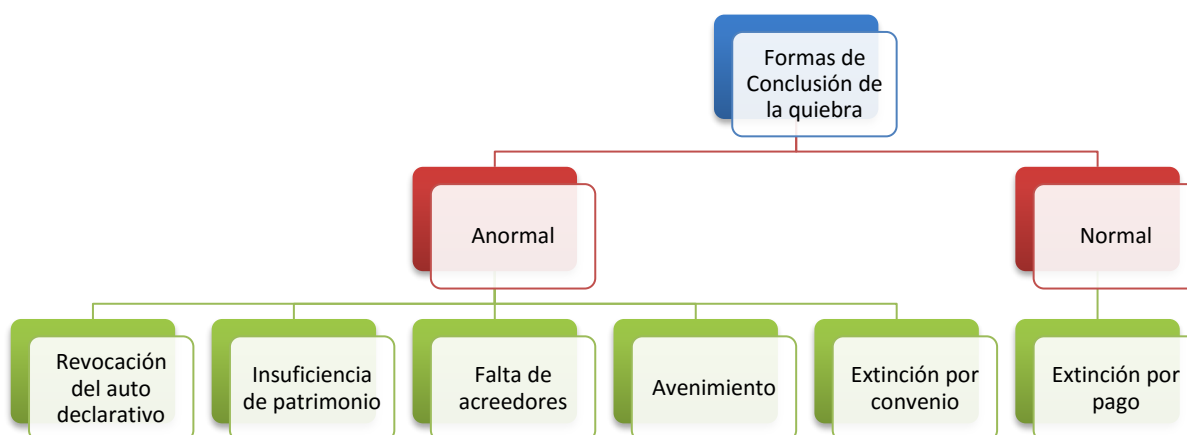 Formas de
Conclusión de
la quiebra
Anormal
Normal
Revocación
del auto
declarativo
Insuficiencia
de patrimonio
Falta de
acreedores
Avenimiento
Extinción por
convenio
Extinción por
pago